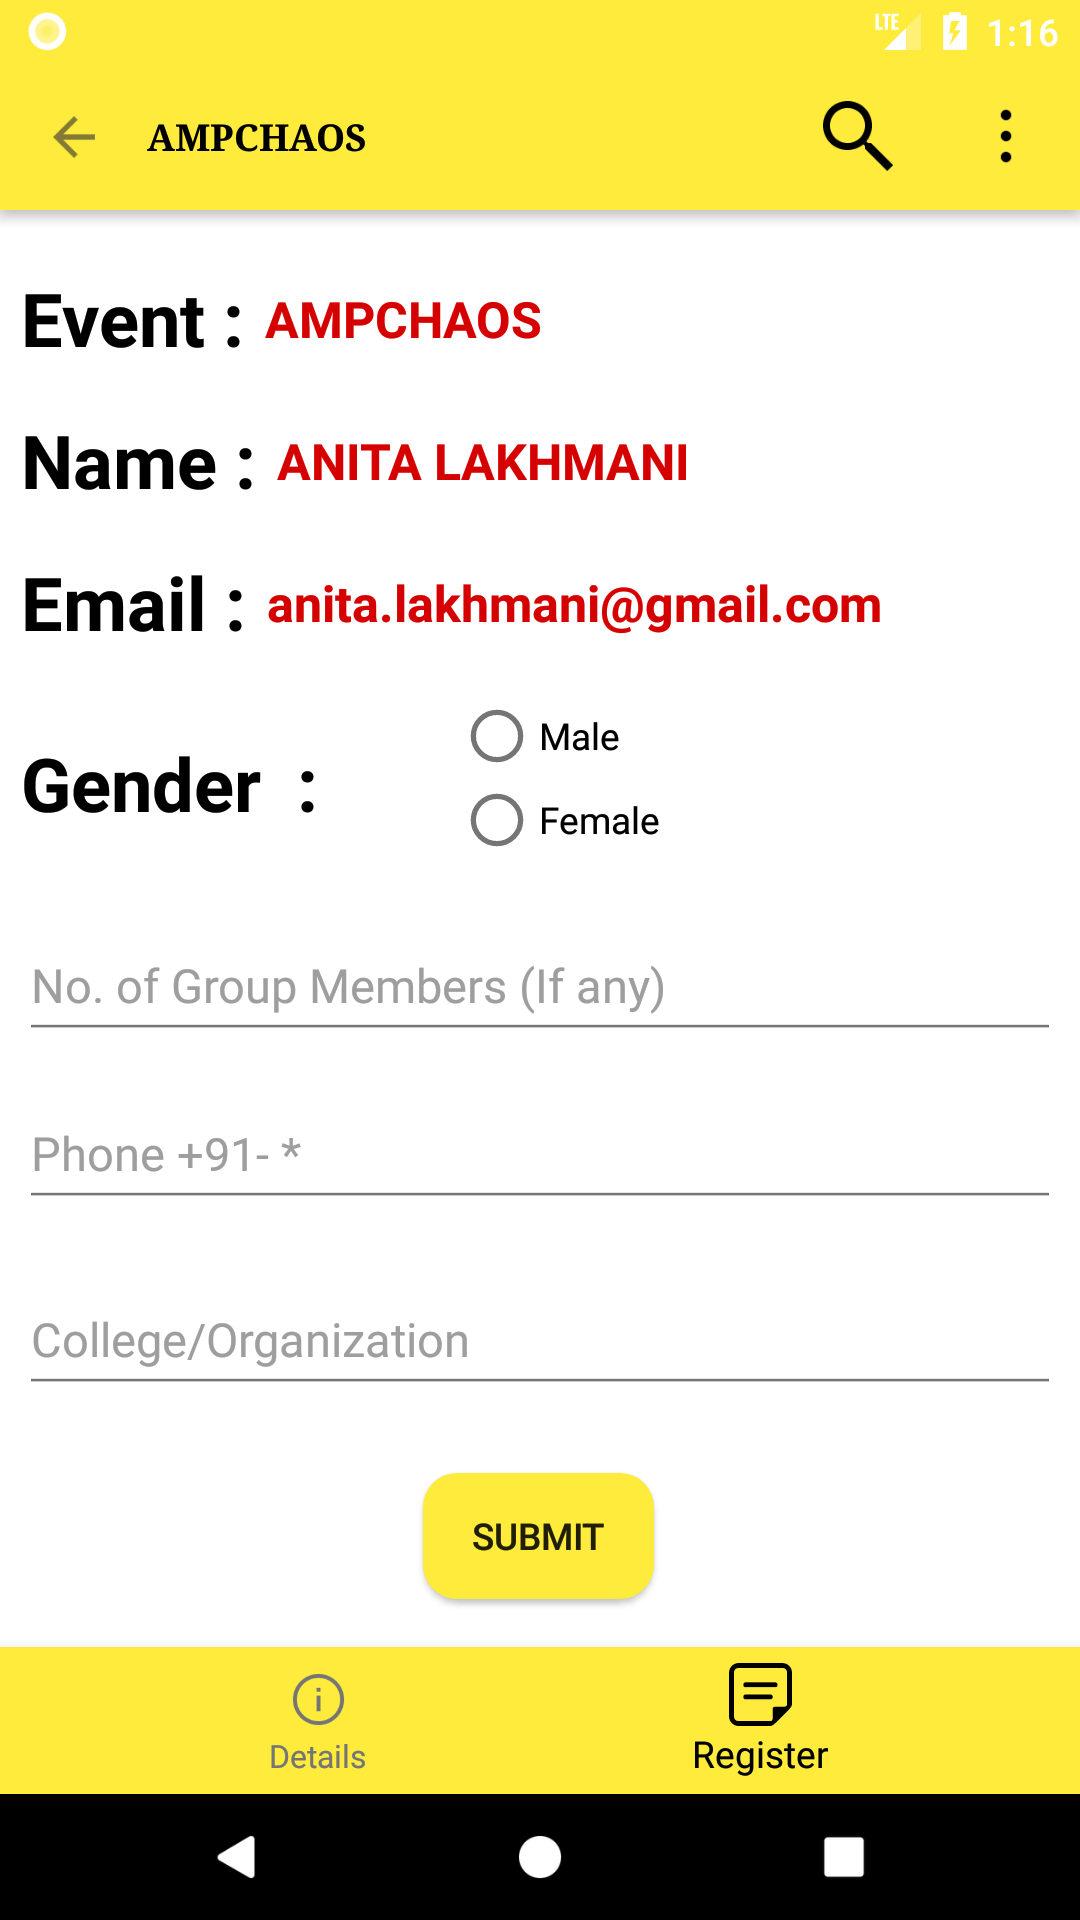 LTE 1:16
AMPCHAOS
Event : AMPCHAOS
Name : ANITA LAKHMANI
Email : anita.lakhmani@gmail.com
Male
Gender :
Female
No. of Group Members (If any)
Phone +91- *
College/Organization
SUBMIT
Details Register